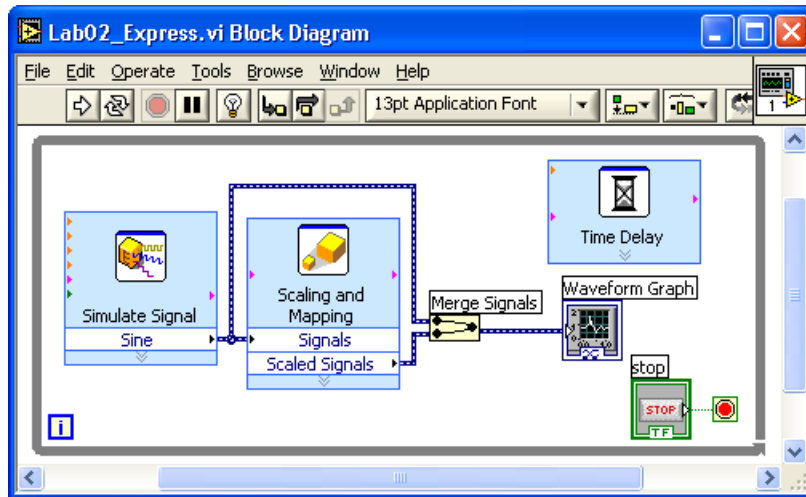 Lab02_Express.vi Block Diagram
File Edit Operate Tools Browse Window Help
13pt Application Font
1
Time Delay
Simulate Signal
Sine
Scaling and
Mapping
Signals
Scaled Signals
Merge Signals
Waveform Graph
stop
STOP
TF
i